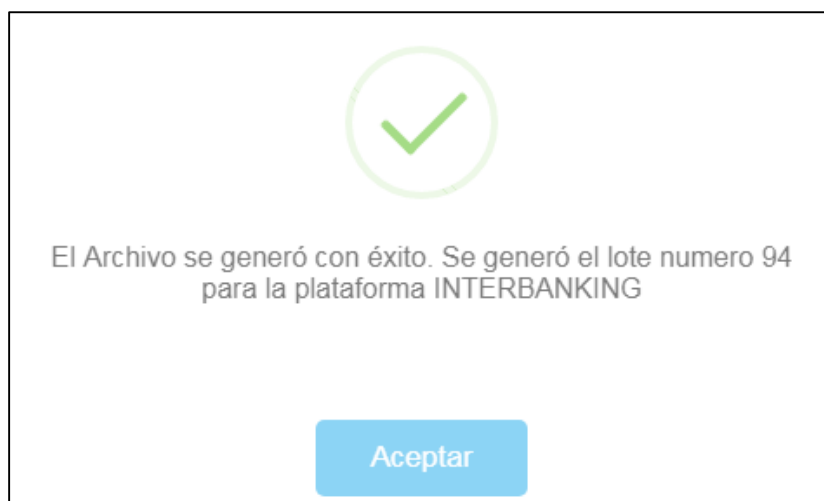 El Archivo se generó con éxito. Se generó el lote numero 94
para la plataforma INTERBANKING
Aceptar